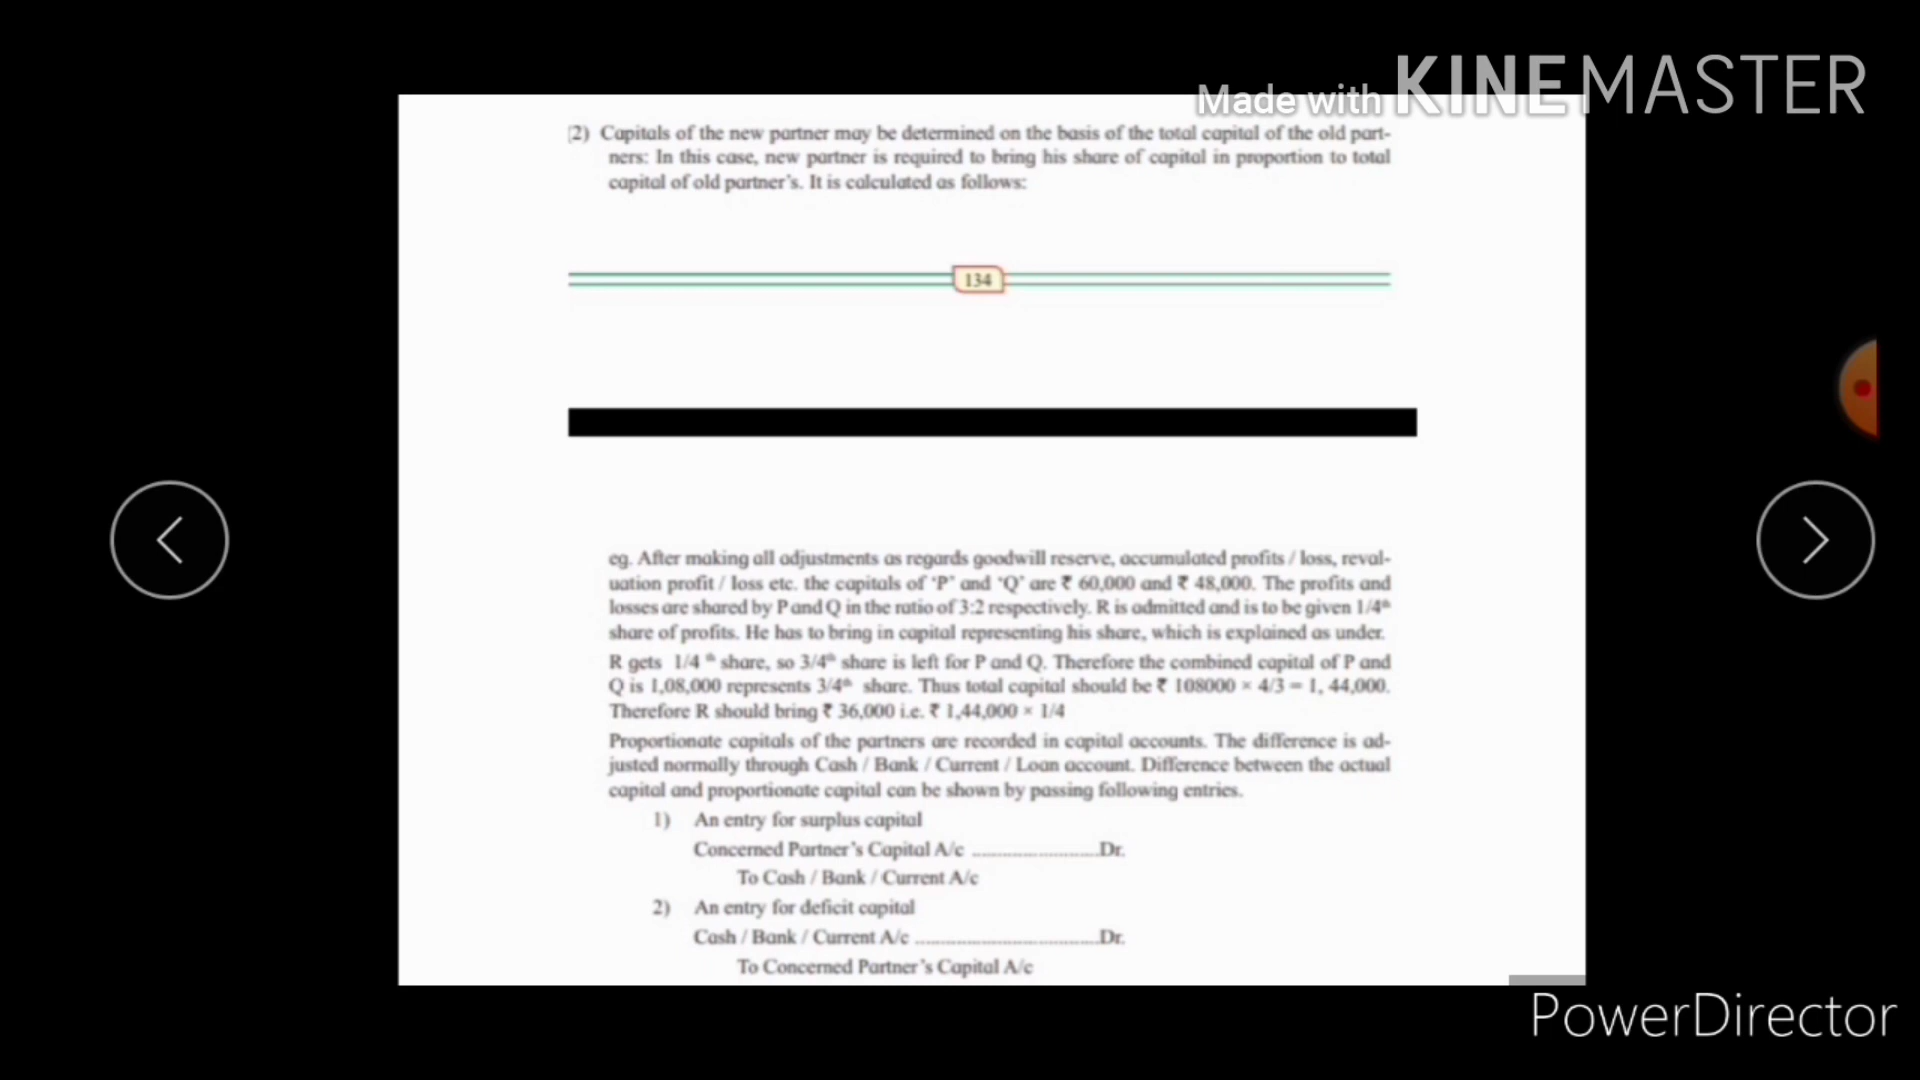 Made with KINEMASTER
(2) Capitals of the new partner may be determined on the basis of the total capital of the old part-
ners: In this case, new partner is required to bring his share of capital in proportion to total
capital of old partner's. It is calculated as follows:
134
eg. After making all adjustments as regards goodwill reserve, accumulated profits / loss, reval-
uation profit / loss etc. the capitals of 'P' and 'Q' are ₹ 60,000 and ₹ 48,000. The profits and
losses are shared by P and Q in the ratio of 3:2 respectively. R is admitted and is to be given 1/4th
share of profits. He has to bring in capital representing his share, which is explained as under.
R gets 1/4 th share, so 3/4th share is left for P and Q. Therefore the combined capital of P and
Q is 1,08,000 represents 3/4th share. Thus total capital should be ₹ 108000 × 4/3 = 1, 44,000.
Therefore R should bring ₹ 36,000 i.e. ₹ 1,44,000 × 1/4
Proportionate capitals of the partners are recorded in capital accounts. The difference is ad-
justed normally through Cash / Bank / Current / Loan account. Difference between the actual
capital and proportionate capital can be shown by passing following entries.
1) An entry for surplus capital
Concerned Partner's Capital A/c ..............................Dr.
To Cash / Bank / Current A/c
2) An entry for deficit capital
Cash / Bank / Current A/c ...........................................Dr.
To Concerned Partner's Capital A/c
PowerDirector